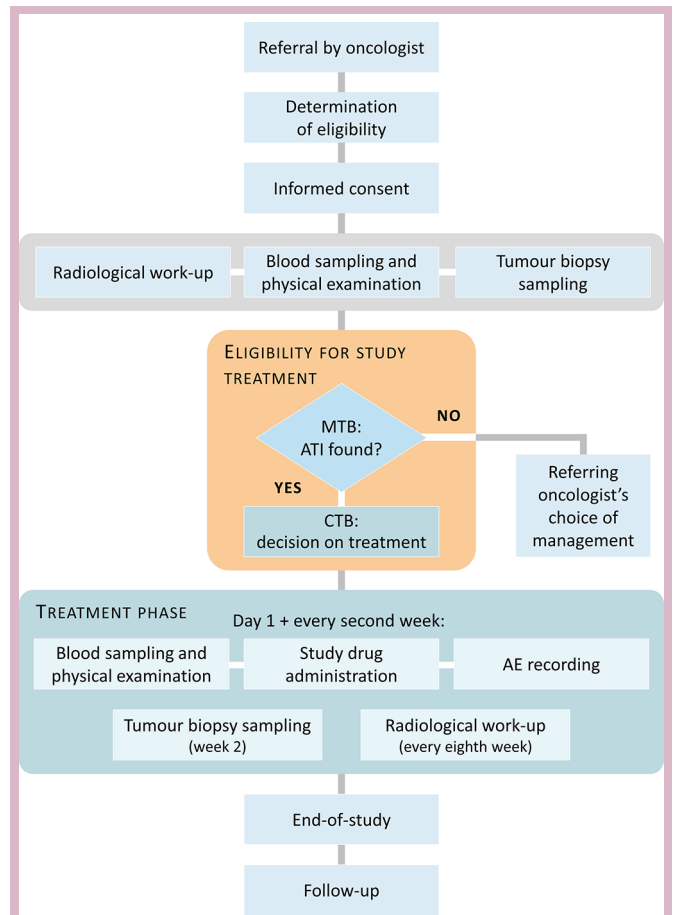 Referral by oncologist
Determination
of eligibility
Informed consent
Radiological work-up
Blood sampling and
physical examination
Tumour biopsy
sampling
ELIGIBILITY FOR STUDY
TREATMENT
MTB:
ATI found?
NO
YES
Referring
oncologist's
choice of
management
CTB:
decision on treatment
TREATMENT PHASE
Day 1 + every second week:
Blood sampling and
physical examination
Study drug
administration
AE recording
Tumour biopsy sampling
(week 2)
Radiological work-up
(every eighth week)
End-of-study
Follow-up